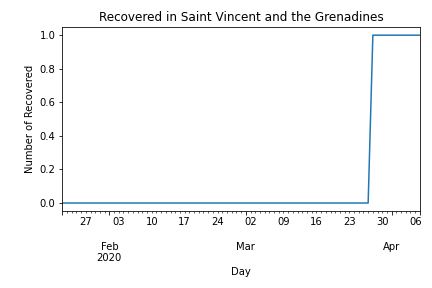 Recovered in Saint Vincent and the Grenadines
Number of Recovered
1.0
0.8
0.6
0.4
0.2
0.0
27 03 10 17 24 02 09 16 23 30 06
Feb Mar Apr
2020
Day